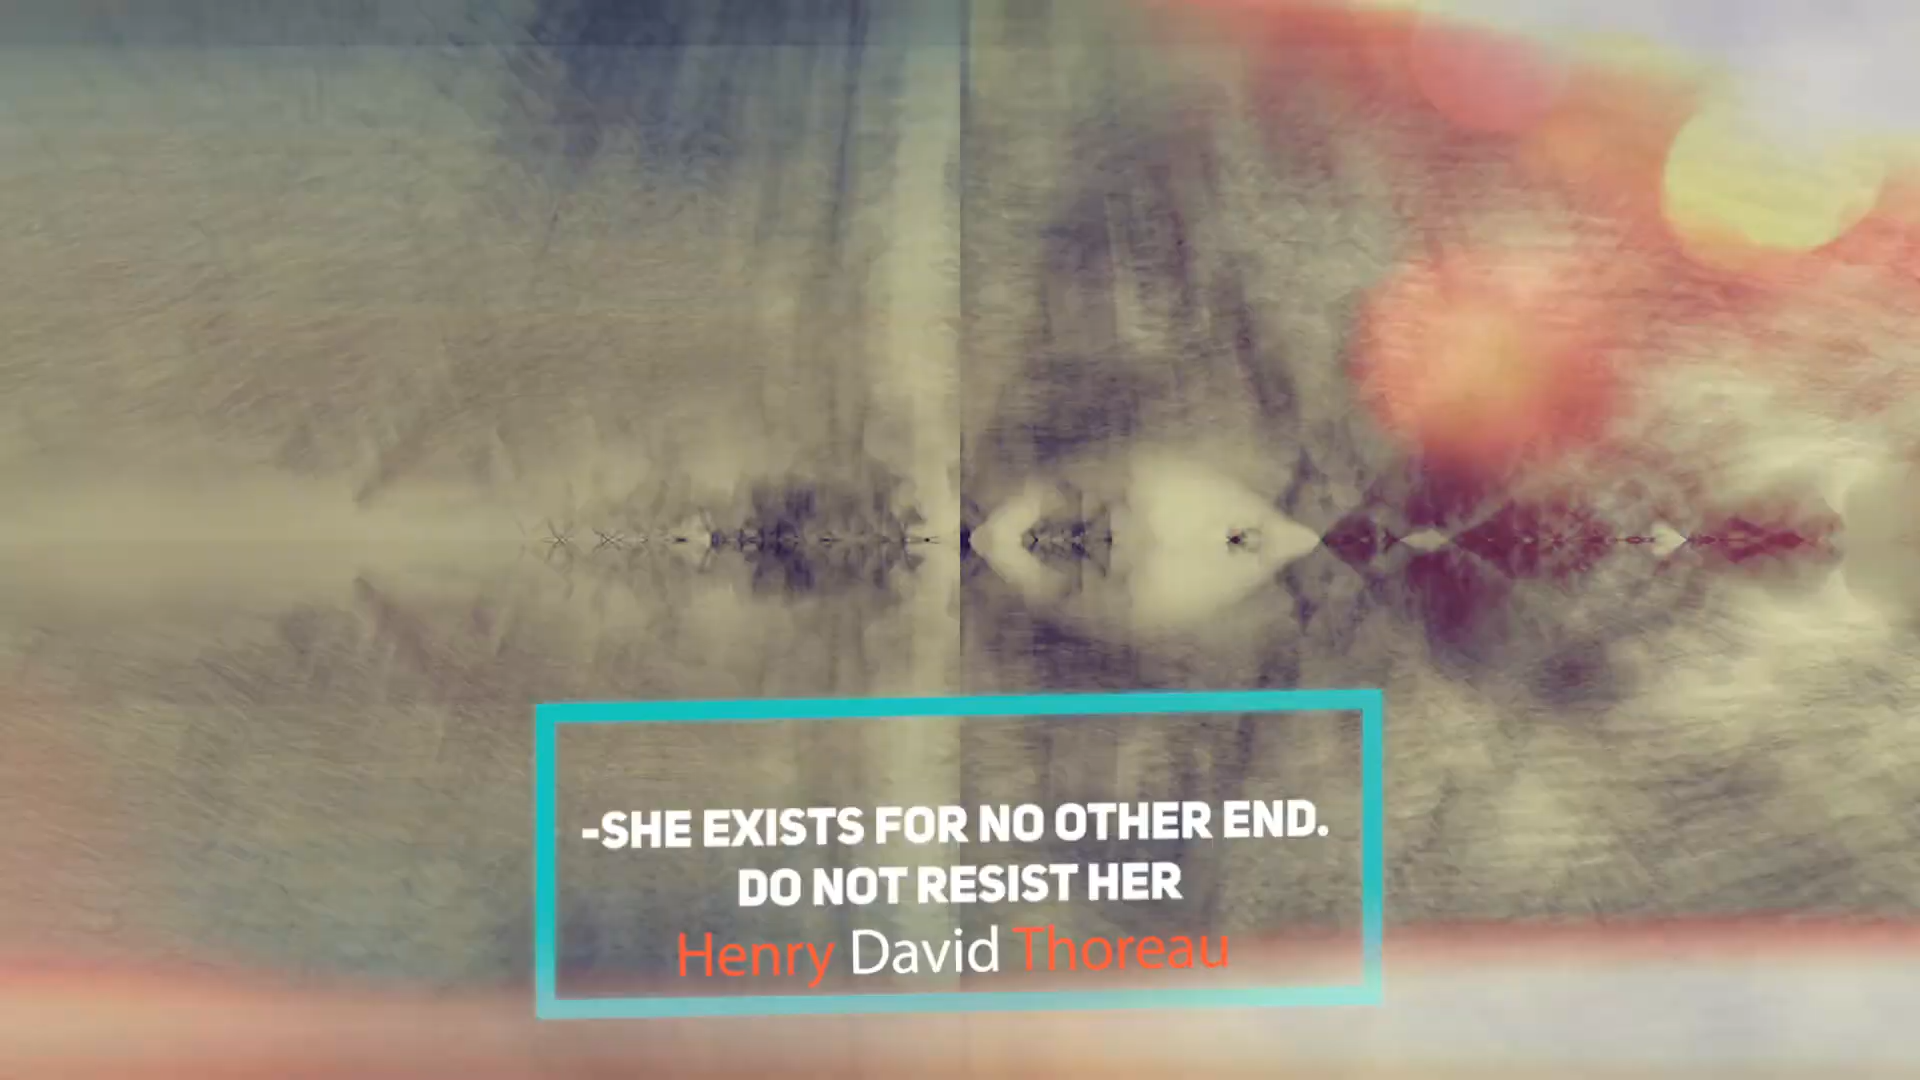 -SHE EXISTS FOR NO OTHER END.
DO NOT RESIST HER
Henry David Thoreau